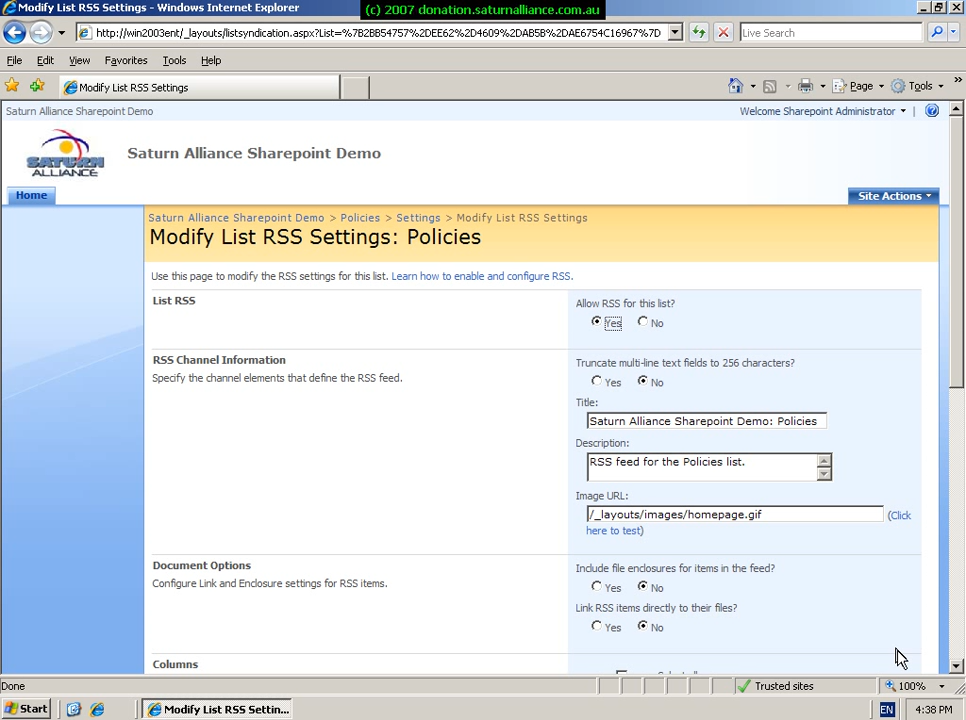 Modify List RSS Settings - Windows Internet Explorer
(c) 2007 donation.saturnalliance.com.au
http://win2003ent/_layouts/listsyndication.aspx?List=%7B2BB54757%2DEE62%2D4609%2DAB5B%2DAE6754C16967%7D
Live Search
File Edit View Favorites Tools Help
Modify List RSS Settings
Page Tools »
Saturn Alliance Sharepoint Demo
Welcome Sharepoint Administrator
SATURN
ALLIANCE
Saturn Alliance Sharepoint Demo
Home
Site Actions
Saturn Alliance Sharepoint Demo > Policies > Settings > Modify List RSS Settings
Modify List RSS Settings: Policies
Use this page to modify the RSS settings for this list. Learn how to enable and configure RSS.
List RSS
Allow RSS for this list?
Yes No
RSS Channel Information
Specify the channel elements that define the RSS feed.
Truncate multi-line text fields to 256 characters?
Yes No
Title:
Saturn Alliance Sharepoint Demo: Policies
Description:
RSS feed for the Policies list.
Image URL:
/_layouts/images/homepage.gif
(Click
here to test)
Document Options
Configure Link and Enclosure settings for RSS items.
Include file enclosures for items in the feed?
Yes No
Link RSS items directly to their files?
Yes No
Columns
Done
Trusted sites
100%
Start
Modify List RSS Settin...
EN
4:38 PM